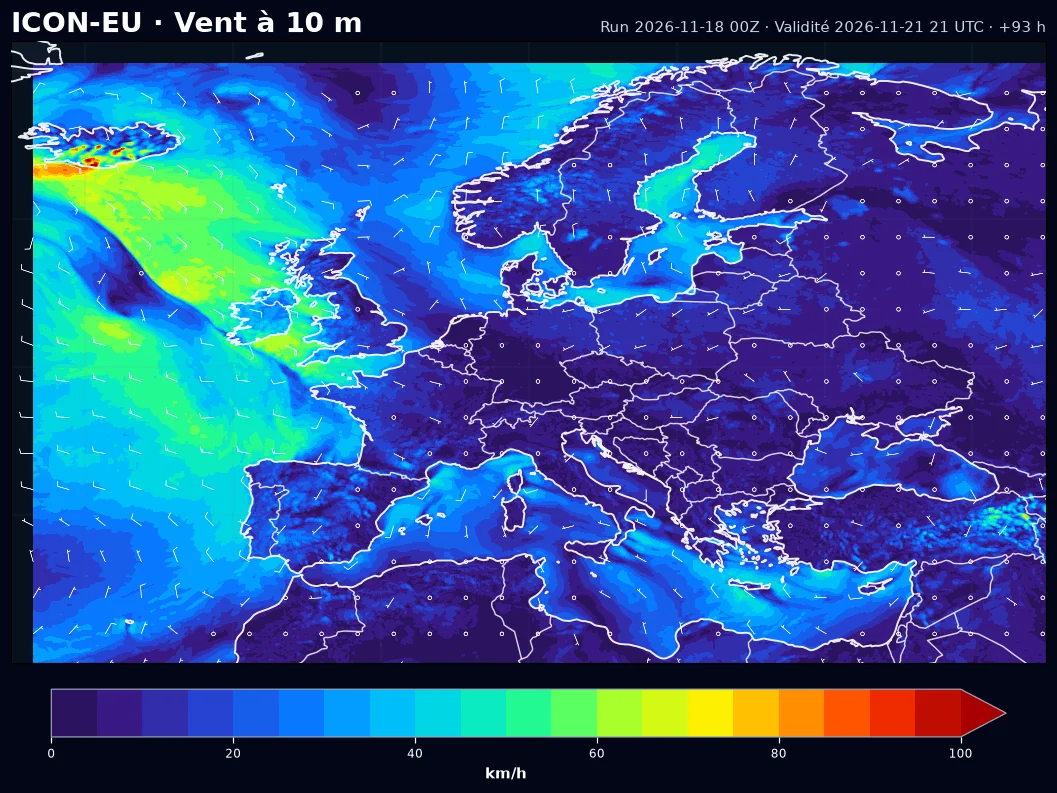 ICON-EU · Vent à 10 m
Run 2026-11-18 00Z · Validité 2026-11-21 21 UTC · +93 h
0 20 40 60 80 100
km/h